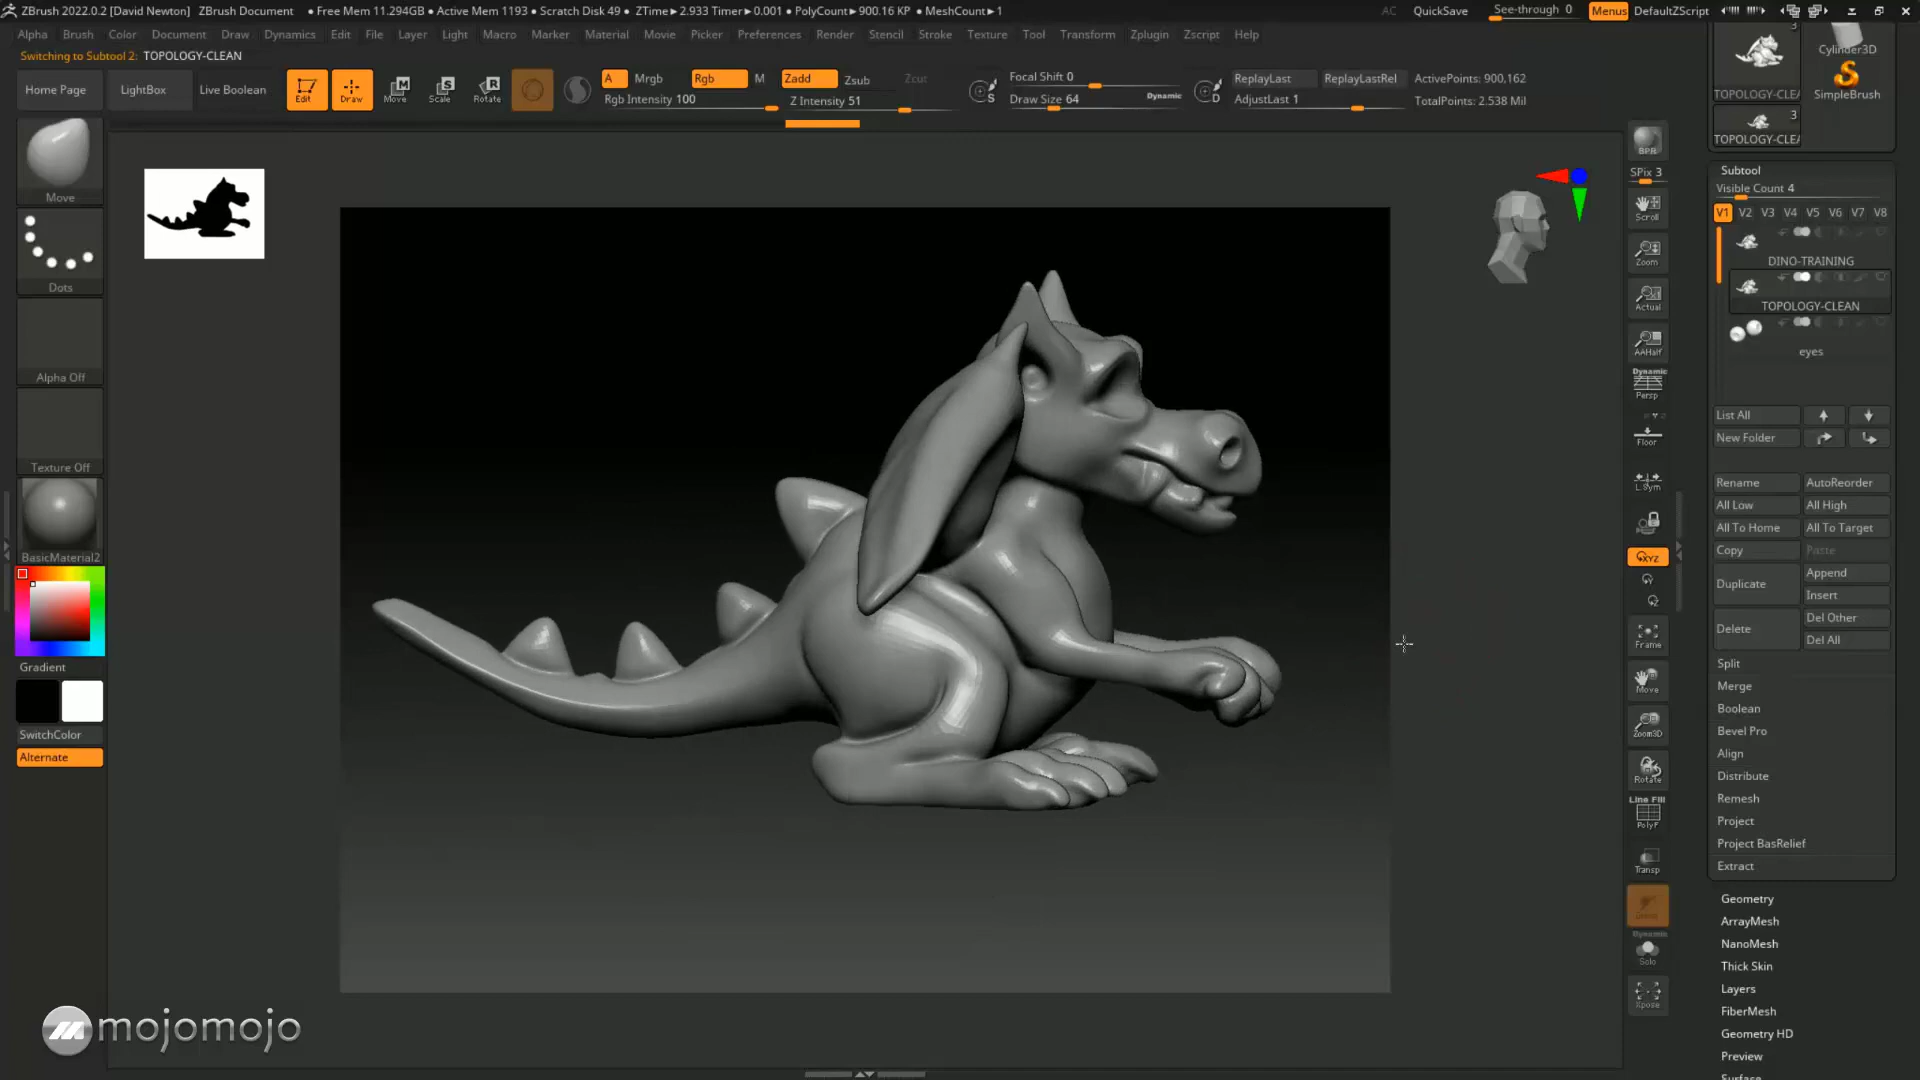 ZBrush 2022.0.2 [David Newton] ZBrush Document • Free Mem 11.294GB • Active Mem 1193 • Scratch Disk 49 • ZTime►2.933 Timer►0.001 • PolyCount►900.16 KP • MeshCount►1 AC QuickSave See-through 0 Menus DefaultZScript
Alpha Brush Color Document Draw Dynamics Edit File Layer Light Macro Marker Material Movie Picker Preferences Render Stencil Stroke Texture Tool Transform Zplugin Zscript Help
Switching to Subtool 2: TOPOLOGY-CLEAN
Home Page LightBox Live Boolean Edit Draw Move Scale Rotate
A Mrgb Rgb M Zadd Zsub Zcut
Rgb Intensity 100 Z Intensity 51
Focal Shift 0
Draw Size 64 Dynamic
S D
ReplayLast ReplayLastRel ActivePoints: 900,162
AdjustLast 1 TotalPoints: 2.538 Mil
Move
Dots
Alpha Off
Texture Off
BasicMaterial2
Gradient
SwitchColor
Alternate
BPR
SPix 3
Scroll
Zoom
Actual
AAHalf
Dynamic
Persp
Floor
L.Sym
XYZ
Frame
Move
Zoom3D
Rotate
Line Fill
PolyF
Transp
Dynamic
Solo
Xpose
3
Cylinder3D
TOPOLOGY-CLEA
SimpleBrush
3
TOPOLOGY-CLEA
Subtool
Visible Count 4
V1 V2 V3 V4 V5 V6 V7 V8
DINO-TRAINING
TOPOLOGY-CLEAN
eyes
List All
New Folder
Rename AutoReorder
All Low All High
All To Home All To Target
Copy Paste
Duplicate Append
Insert
Delete Del Other
Del All
Split
Merge
Boolean
Bevel Pro
Align
Distribute
Remesh
Project
Project BasRelief
Extract
Geometry
ArrayMesh
NanoMesh
Thick Skin
Layers
FiberMesh
Geometry HD
Preview
Surface
mojomojo